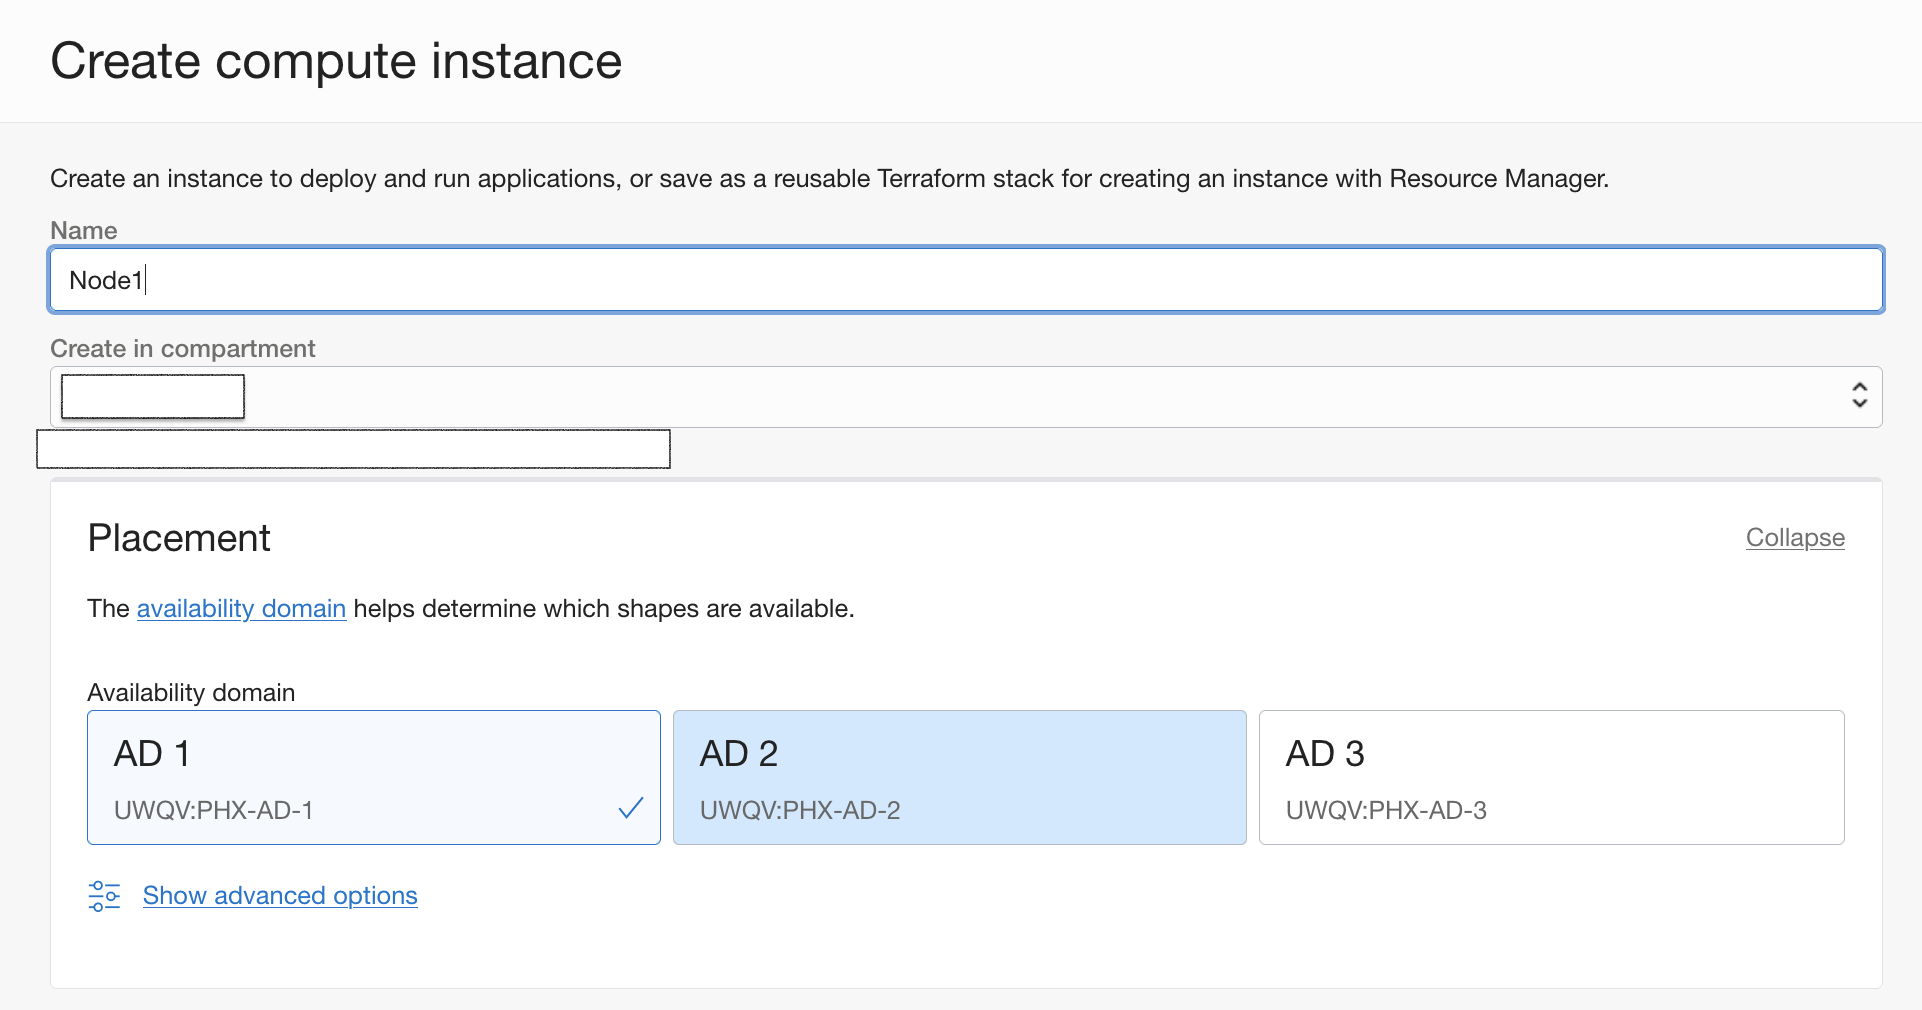 Create compute instance
Create an instance to deploy and run applications, or save as a reusable Terraform stack for creating an instance with Resource Manager.
Name
Node1
Create in compartment
Placement
Collapse
The availability domain helps determine which shapes are available.
Availability domain
AD 1
UWQV:PHX-AD-1
AD 2
UWQV:PHX-AD-2
AD 3
UWQV:PHX-AD-3
Show advanced options